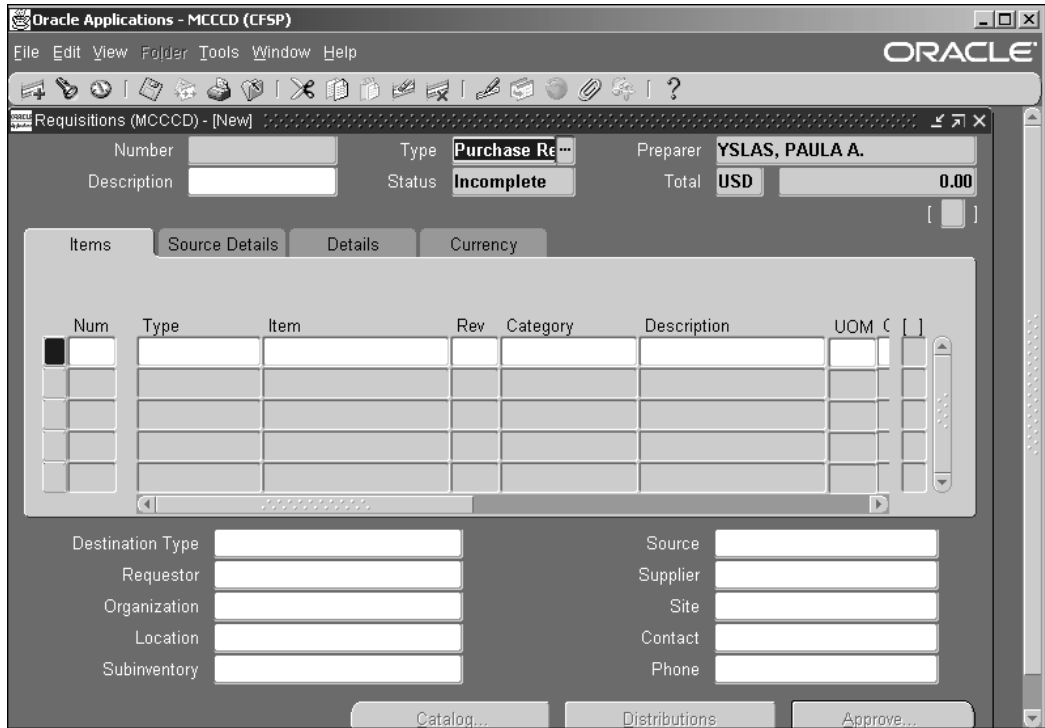 Oracle Applications - MCCCD (CFSP)
File Edit View Folder Tools Window Help
ORACLE
Requisitions (MCCCD) - [New]
Number Type Purchase Re Preparer YSLAS, PAULA A.
Description Status Incomplete Total USD 0.00
[ ]
Items Source Details Details Currency
Num Type Item Rev Category Description UOM [ ]
Destination Type Source
Requestor Supplier
Organization Site
Location Contact
Subinventory Phone
Catalog... Distributions Approve...